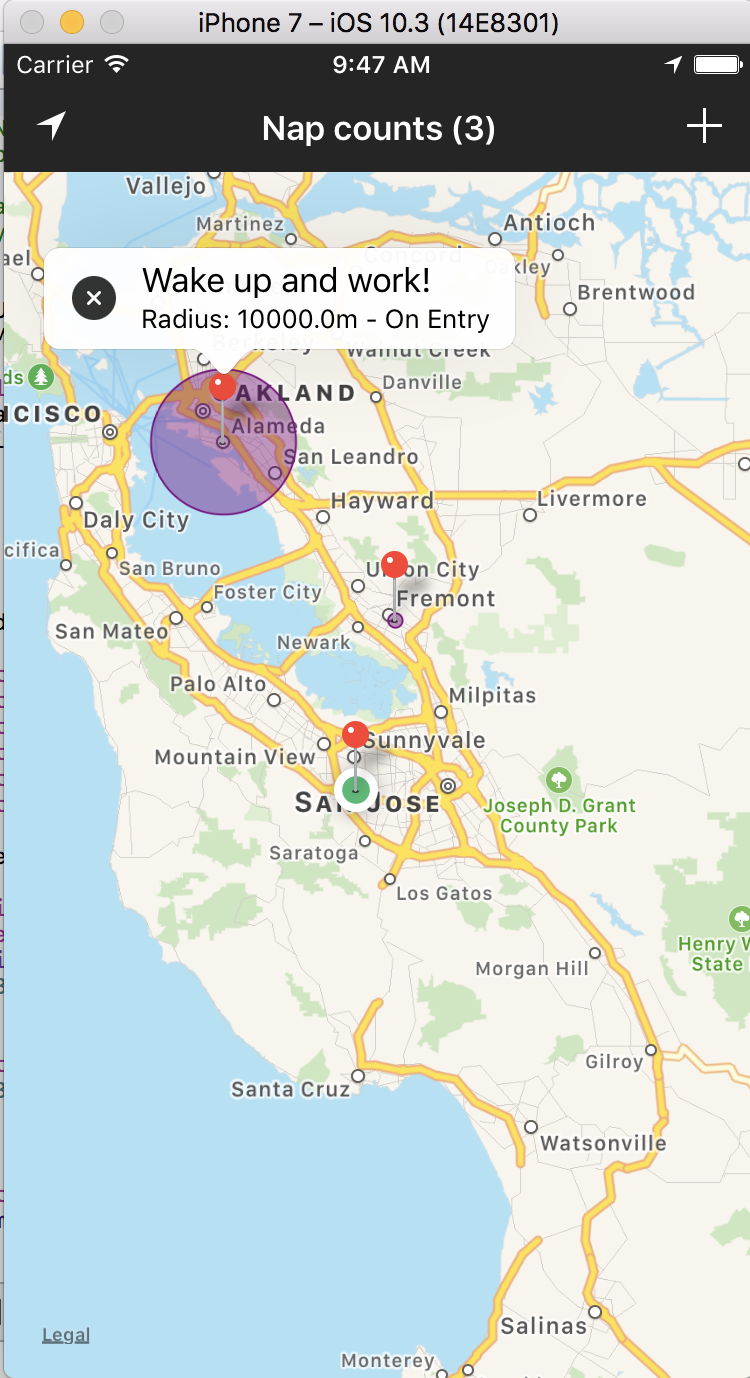 iPhone 7 – iOS 10.3 (14E8301)
Carrier 9:47 AM
Nap counts (3)
Vallejo
Martinez
Antioch
ael
Concord
Oakley
Wake up and work!
Radius: 10000.0m - On Entry
Brentwood
Berkeley
Walnut Creek
ds
Danville
AKLAND
ICISCO
Alameda
San Leandro
Hayward
Livermore
Daly City
cifica
San Bruno
Union City
Foster City
Fremont
San Mateo
Newark
Palo Alto
Milpitas
Sunnyvale
Mountain View
SAN JOSE
Joseph D. Grant
County Park
Saratoga
Los Gatos
Henry W
State
Morgan Hill
Gilroy
Santa Cruz
Watsonville
Salinas
Legal
Monterey